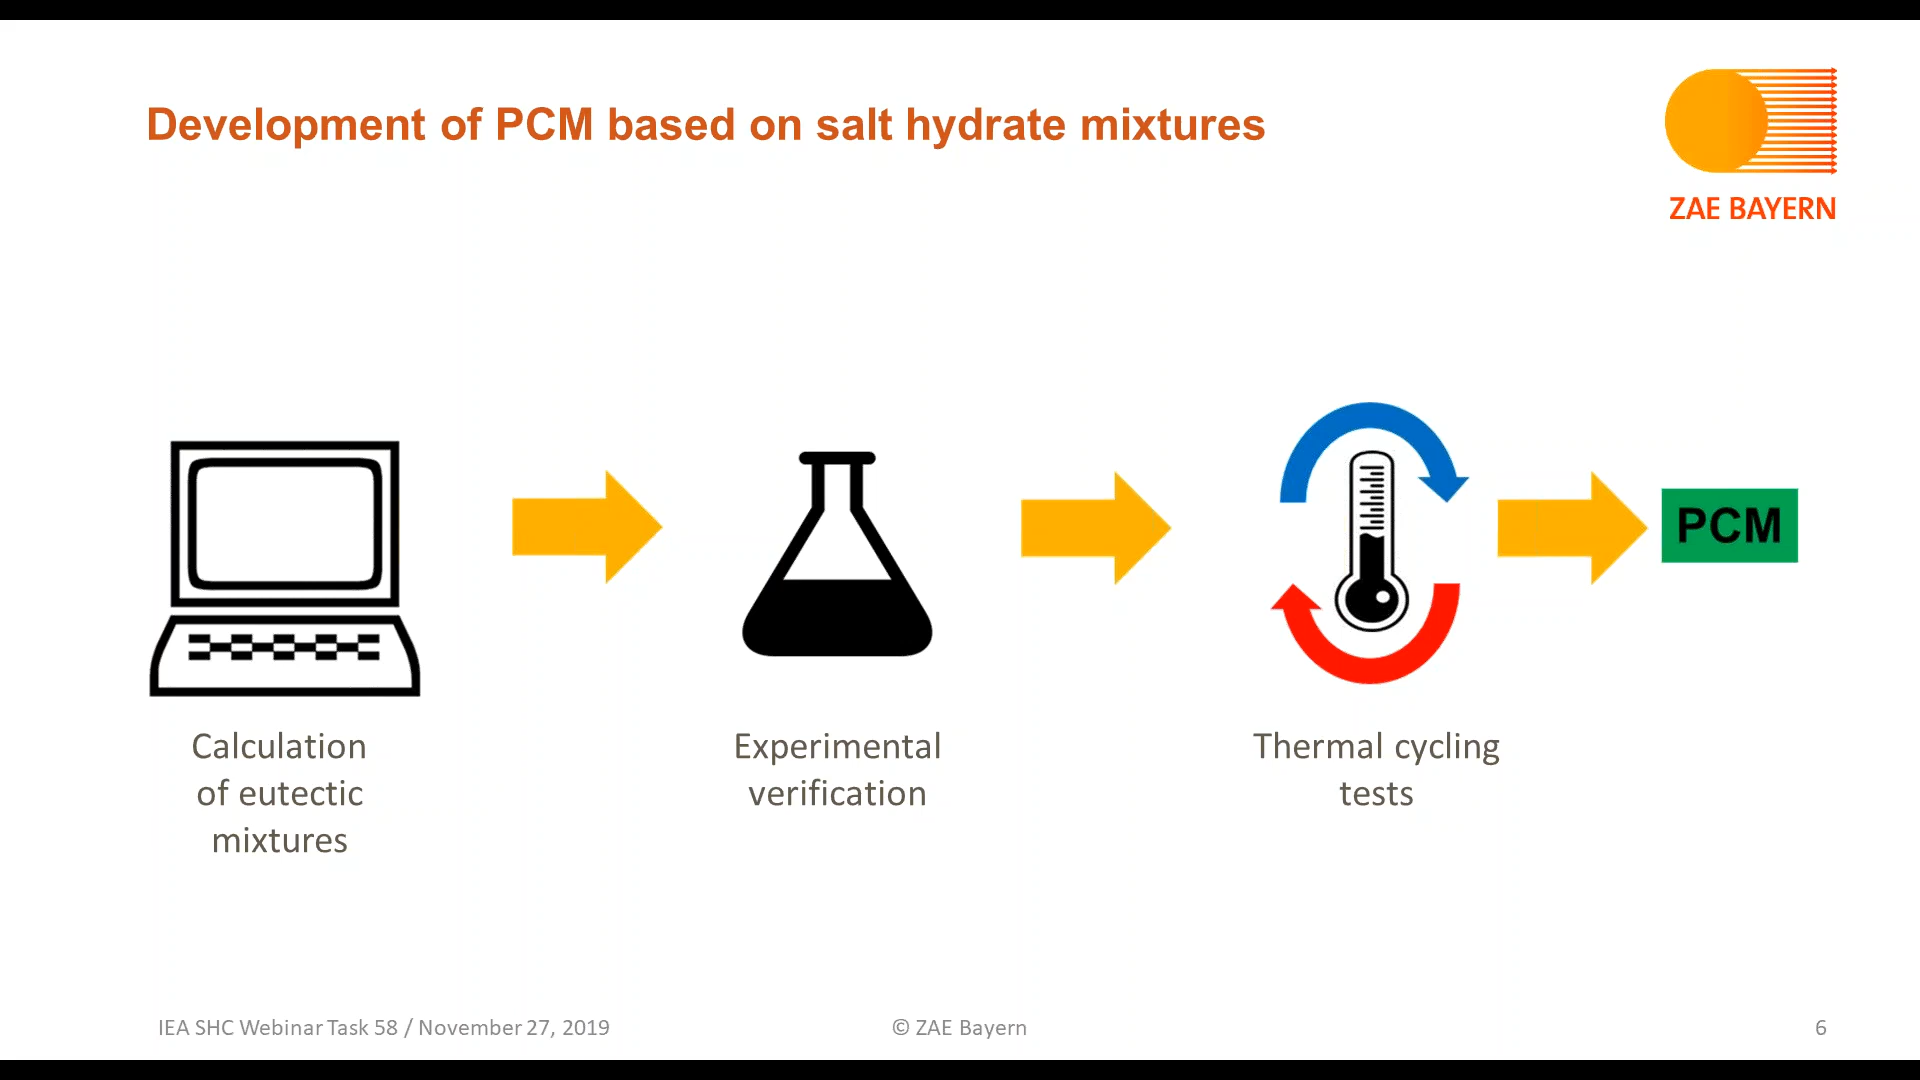 Development of PCM based on salt hydrate mixtures
ZAE BAYERN
PCM
Calculation
of eutectic
mixtures
Experimental
verification
Thermal cycling
tests
IEA SHC Webinar Task 58 / November 27, 2019
© ZAE Bayern
6